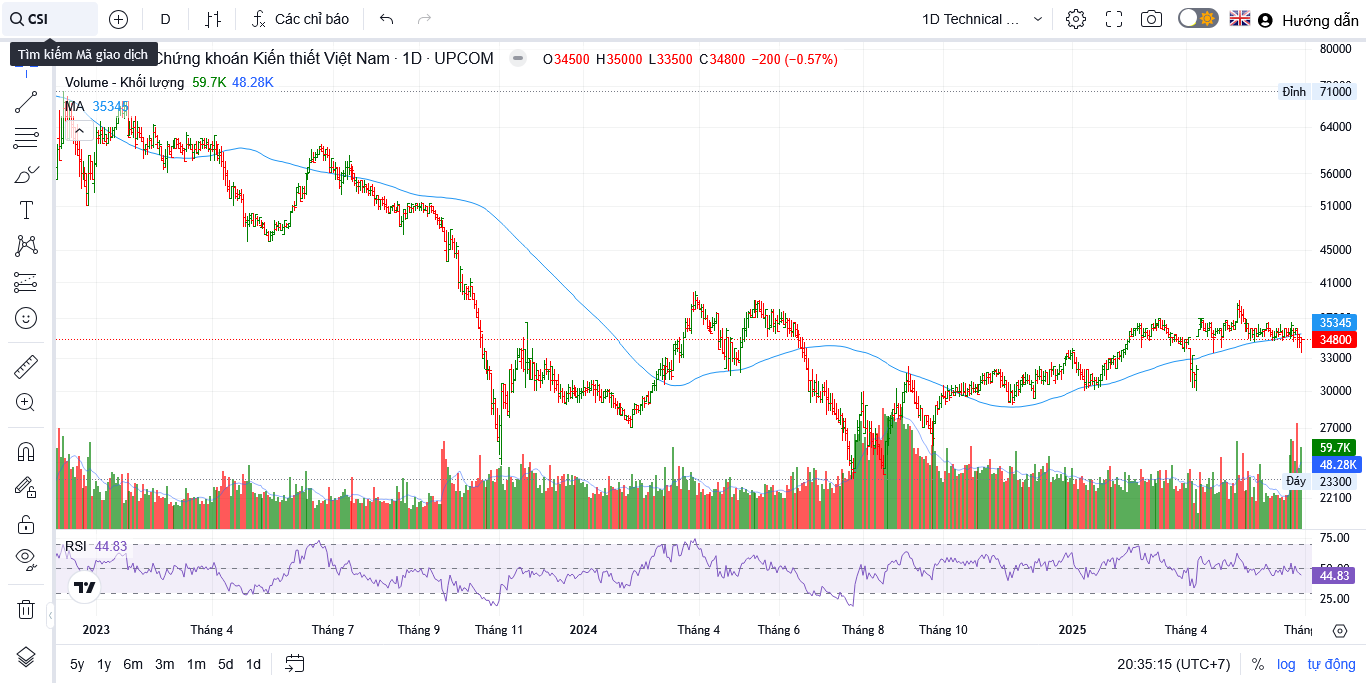 CSI
D
Các chỉ báo
1D Technical ...
Hướng dẫn
Tìm kiếm Mã giao dịch
Chứng khoán Kiến thiết Việt Nam · 1D · UPCOM
O34500 H35000 L33500 C34800 −200 (−0.57%)
Volume - Khối lượng 59.7K 48.28K
MA 35345
80000
Đỉnh 71000
64000
56000
51000
45000
41000
35345
34800
33000
30000
27000
59.7K
48.28K
Đáy 23300
22100
RSI 44.83
75.00
50.00
44.83
25.00
2023 Tháng 4 Tháng 7 Tháng 9 Tháng 11 2024 Tháng 4 Tháng 6 Tháng 8 Tháng 10 2025 Tháng 4 Tháng
5y 1y 6m 3m 1m 5d 1d
20:35:15 (UTC+7) % log tự động